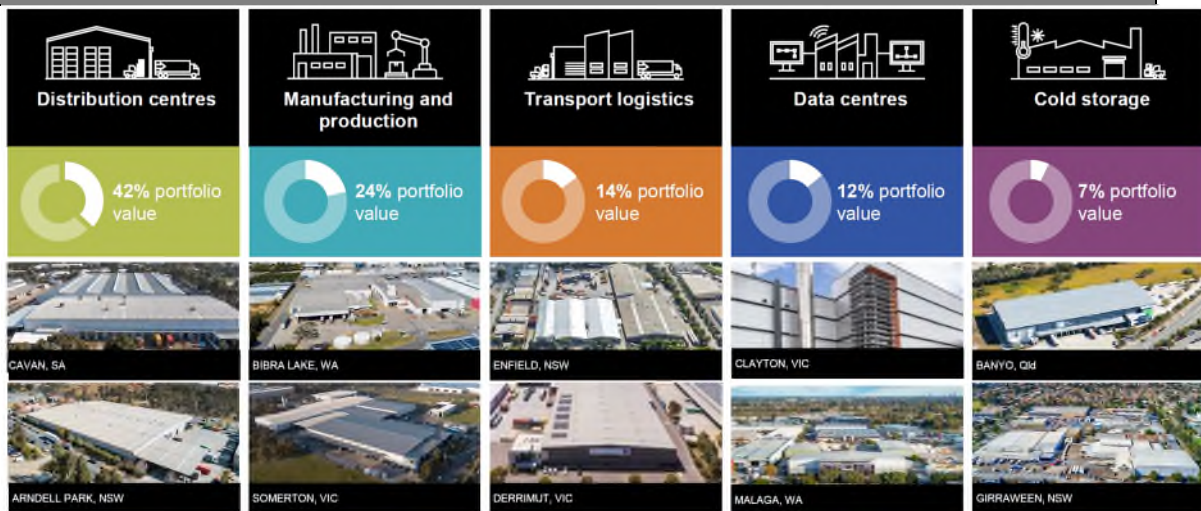 Distribution centres
Manufacturing and
production
Transport logistics
Data centres
Cold storage
42% portfolio
value
24% portfolio
value
14% portfolio
value
12% portfolio
value
7% portfolio
value
CAVAN, SA
BIBRA LAKE, WA
ENFIELD, NSW
CLAYTON, VIC
BANYO, Qld
ARNDELL PARK, NSW
SOMERTON, VIC
DERRIMUT, VIC
MALAGA, WA
GIRRAWEEN, NSW